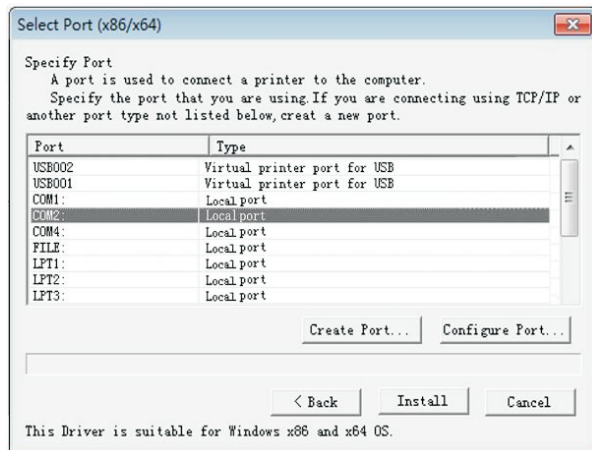 Select Port (x86/x64)
Specify Port
A port is used to connect a printer to the computer.
Specify the port that you are using.If you are connecting using TCP/IP or
another port type not listed below,creat a new port.
Port Type
USB002 Virtual printer port for USB
USB001 Virtual printer port for USB
COM1: Local port
COM2: Local port
COM4: Local port
FILE: Local port
LPT1: Local port
LPT2: Local port
LPT3: Local port
Create Port... Configure Port...
< Back Install Cancel
This Driver is suitable for Windows x86 and x64 OS.